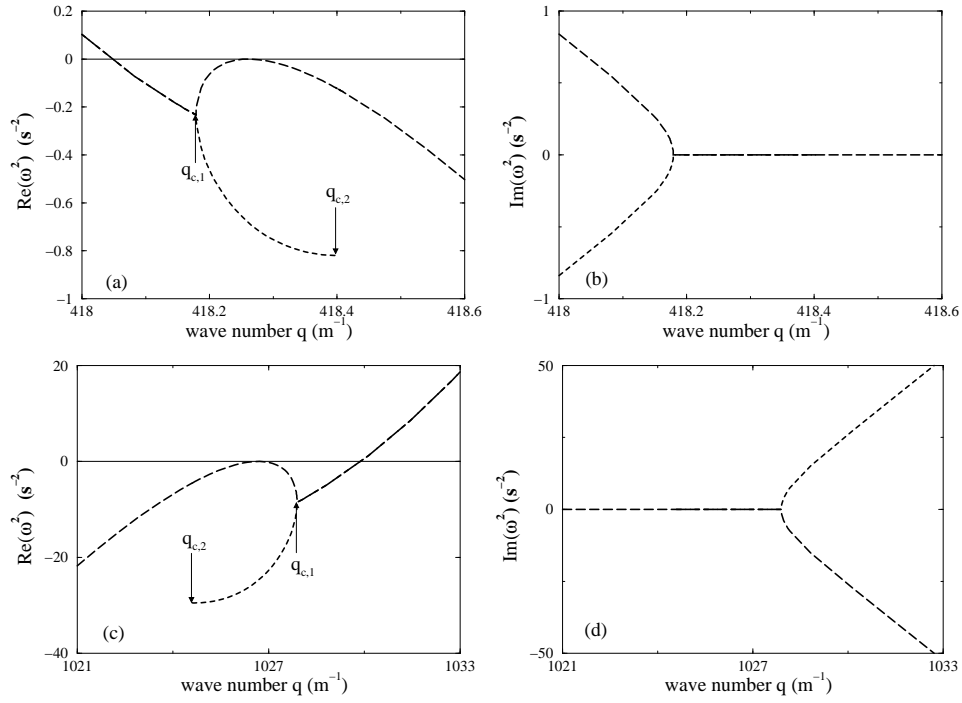 0.2
0
−0.2
−0.4
−0.6
−0.8
−1
Re(ω²) (s⁻²)
q_c,1
q_c,2
(a)
418
418.2
418.4
418.6
wave number q (m⁻¹)
1
0
−1
Im(ω²) (s⁻²)
(b)
418
418.2
418.4
418.6
wave number q (m⁻¹)
20
0
−20
−40
Re(ω²) (s⁻²)
q_c,2
q_c,1
(c)
1021
1027
1033
wave number q (m⁻¹)
50
0
−50
Im(ω²) (s⁻²)
(d)
1021
1027
1033
wave number q (m⁻¹)